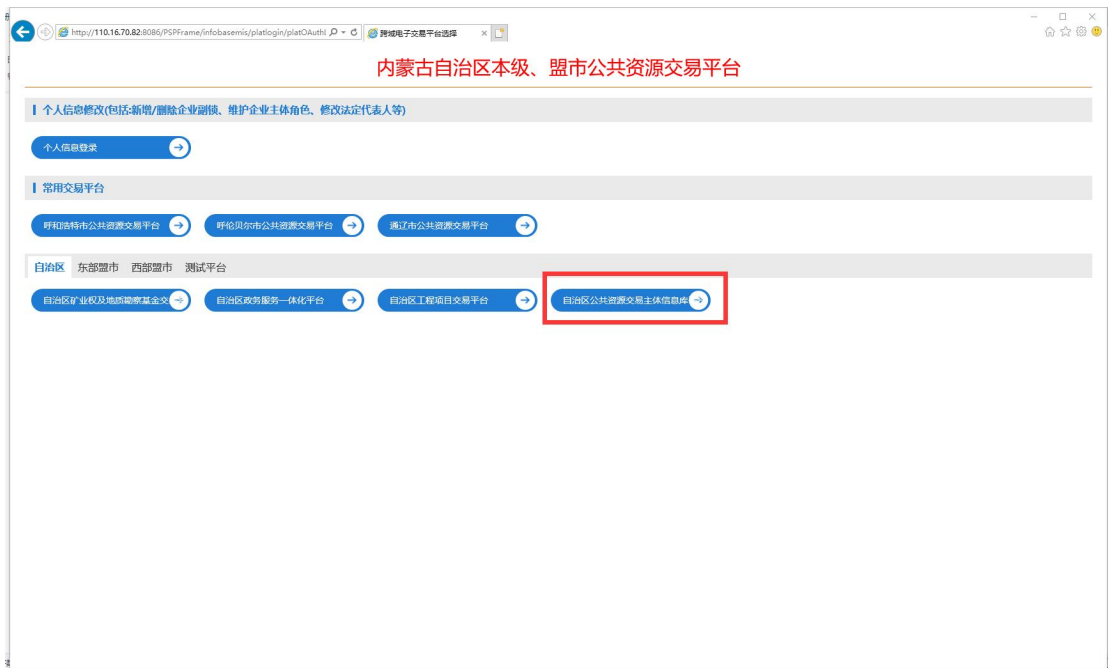 http://110.16.70.82:8086/PSPFrame/infobasemis/platlogin/platOAuthl
跨域电子交易平台选择
内蒙古自治区本级、盟市公共资源交易平台
个人信息修改(包括:新增/删除企业副锁、维护企业主体角色、修改法定代表人等)
个人信息登录
常用交易平台
呼和浩特市公共资源交易平台 呼伦贝尔市公共资源交易平台 通辽市公共资源交易平台
自治区 东部盟市 西部盟市 测试平台
自治区矿业权及地质勘察基金交 自治区政务服务一体化平台 自治区工程项目交易平台 自治区公共资源交易主体信息库